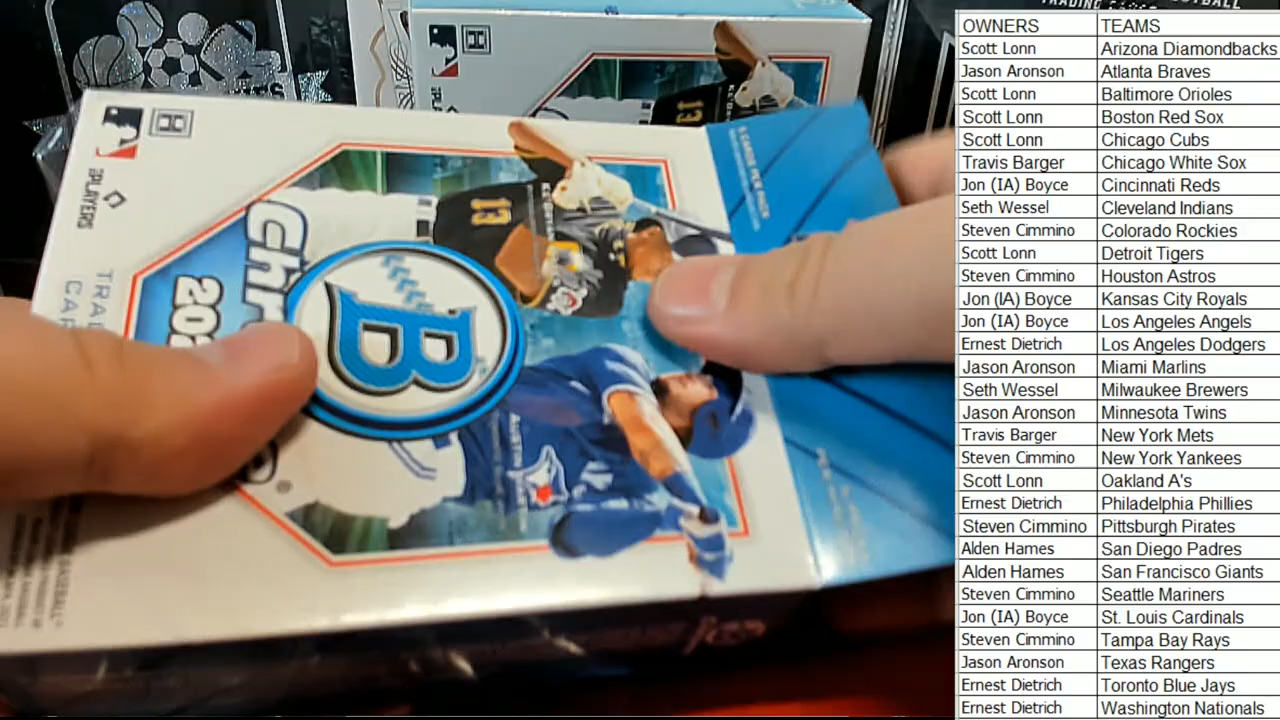 TRADING CARDS
OWNERS TEAMS
Scott Lonn Arizona Diamondbacks
Jason Aronson Atlanta Braves
Scott Lonn Baltimore Orioles
Scott Lonn Boston Red Sox
Scott Lonn Chicago Cubs
Travis Barger Chicago White Sox
Jon (IA) Boyce Cincinnati Reds
Seth Wessel Cleveland Indians
Steven Cimmino Colorado Rockies
Scott Lonn Detroit Tigers
Steven Cimmino Houston Astros
Jon (IA) Boyce Kansas City Royals
Jon (IA) Boyce Los Angeles Angels
Ernest Dietrich Los Angeles Dodgers
Jason Aronson Miami Marlins
Seth Wessel Milwaukee Brewers
Jason Aronson Minnesota Twins
Travis Barger New York Mets
Steven Cimmino New York Yankees
Scott Lonn Oakland A's
Ernest Dietrich Philadelphia Phillies
Steven Cimmino Pittsburgh Pirates
Alden Hames San Diego Padres
Alden Hames San Francisco Giants
Steven Cimmino Seattle Mariners
Jon (IA) Boyce St. Louis Cardinals
Steven Cimmino Tampa Bay Rays
Jason Aronson Texas Rangers
Ernest Dietrich Toronto Blue Jays
Ernest Dietrich Washington Nationals
H
PLAYERS
13
B
13
H